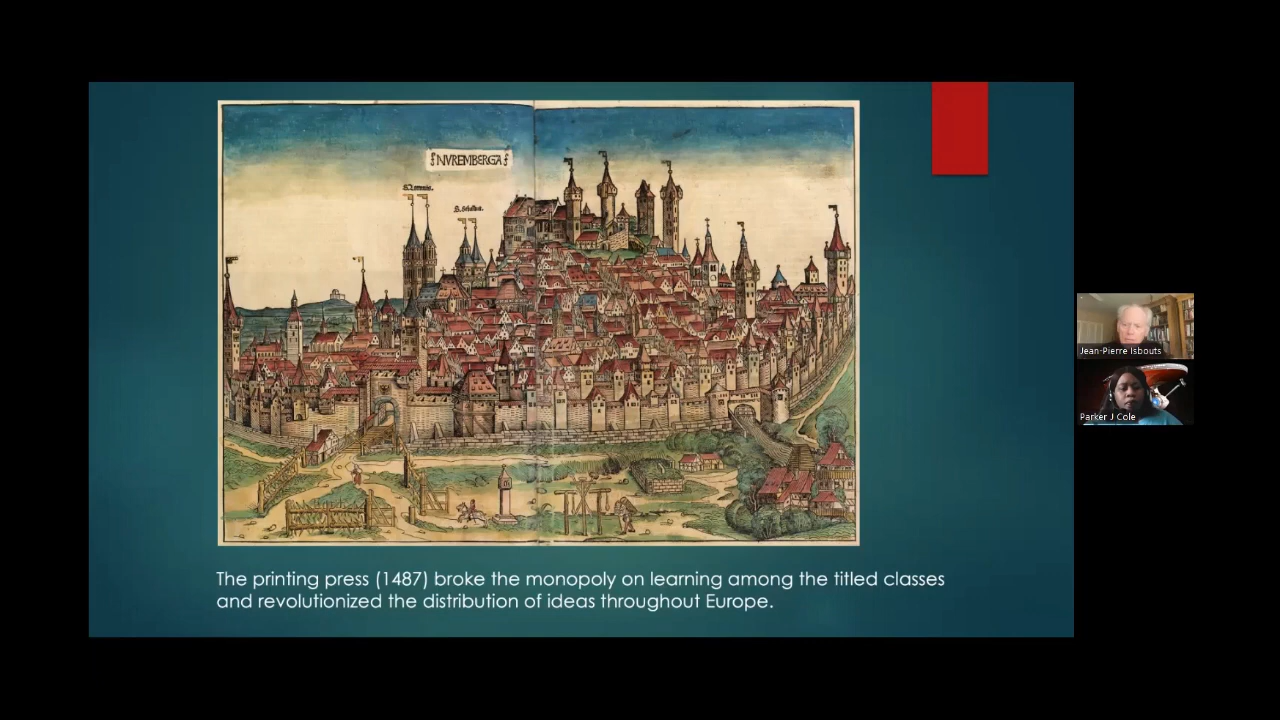 NVREMBERGA
The printing press (1487) broke the monopoly on learning among the titled classes
and revolutionized the distribution of ideas throughout Europe.
Jean-Pierre Isbouts
Parker J Cole